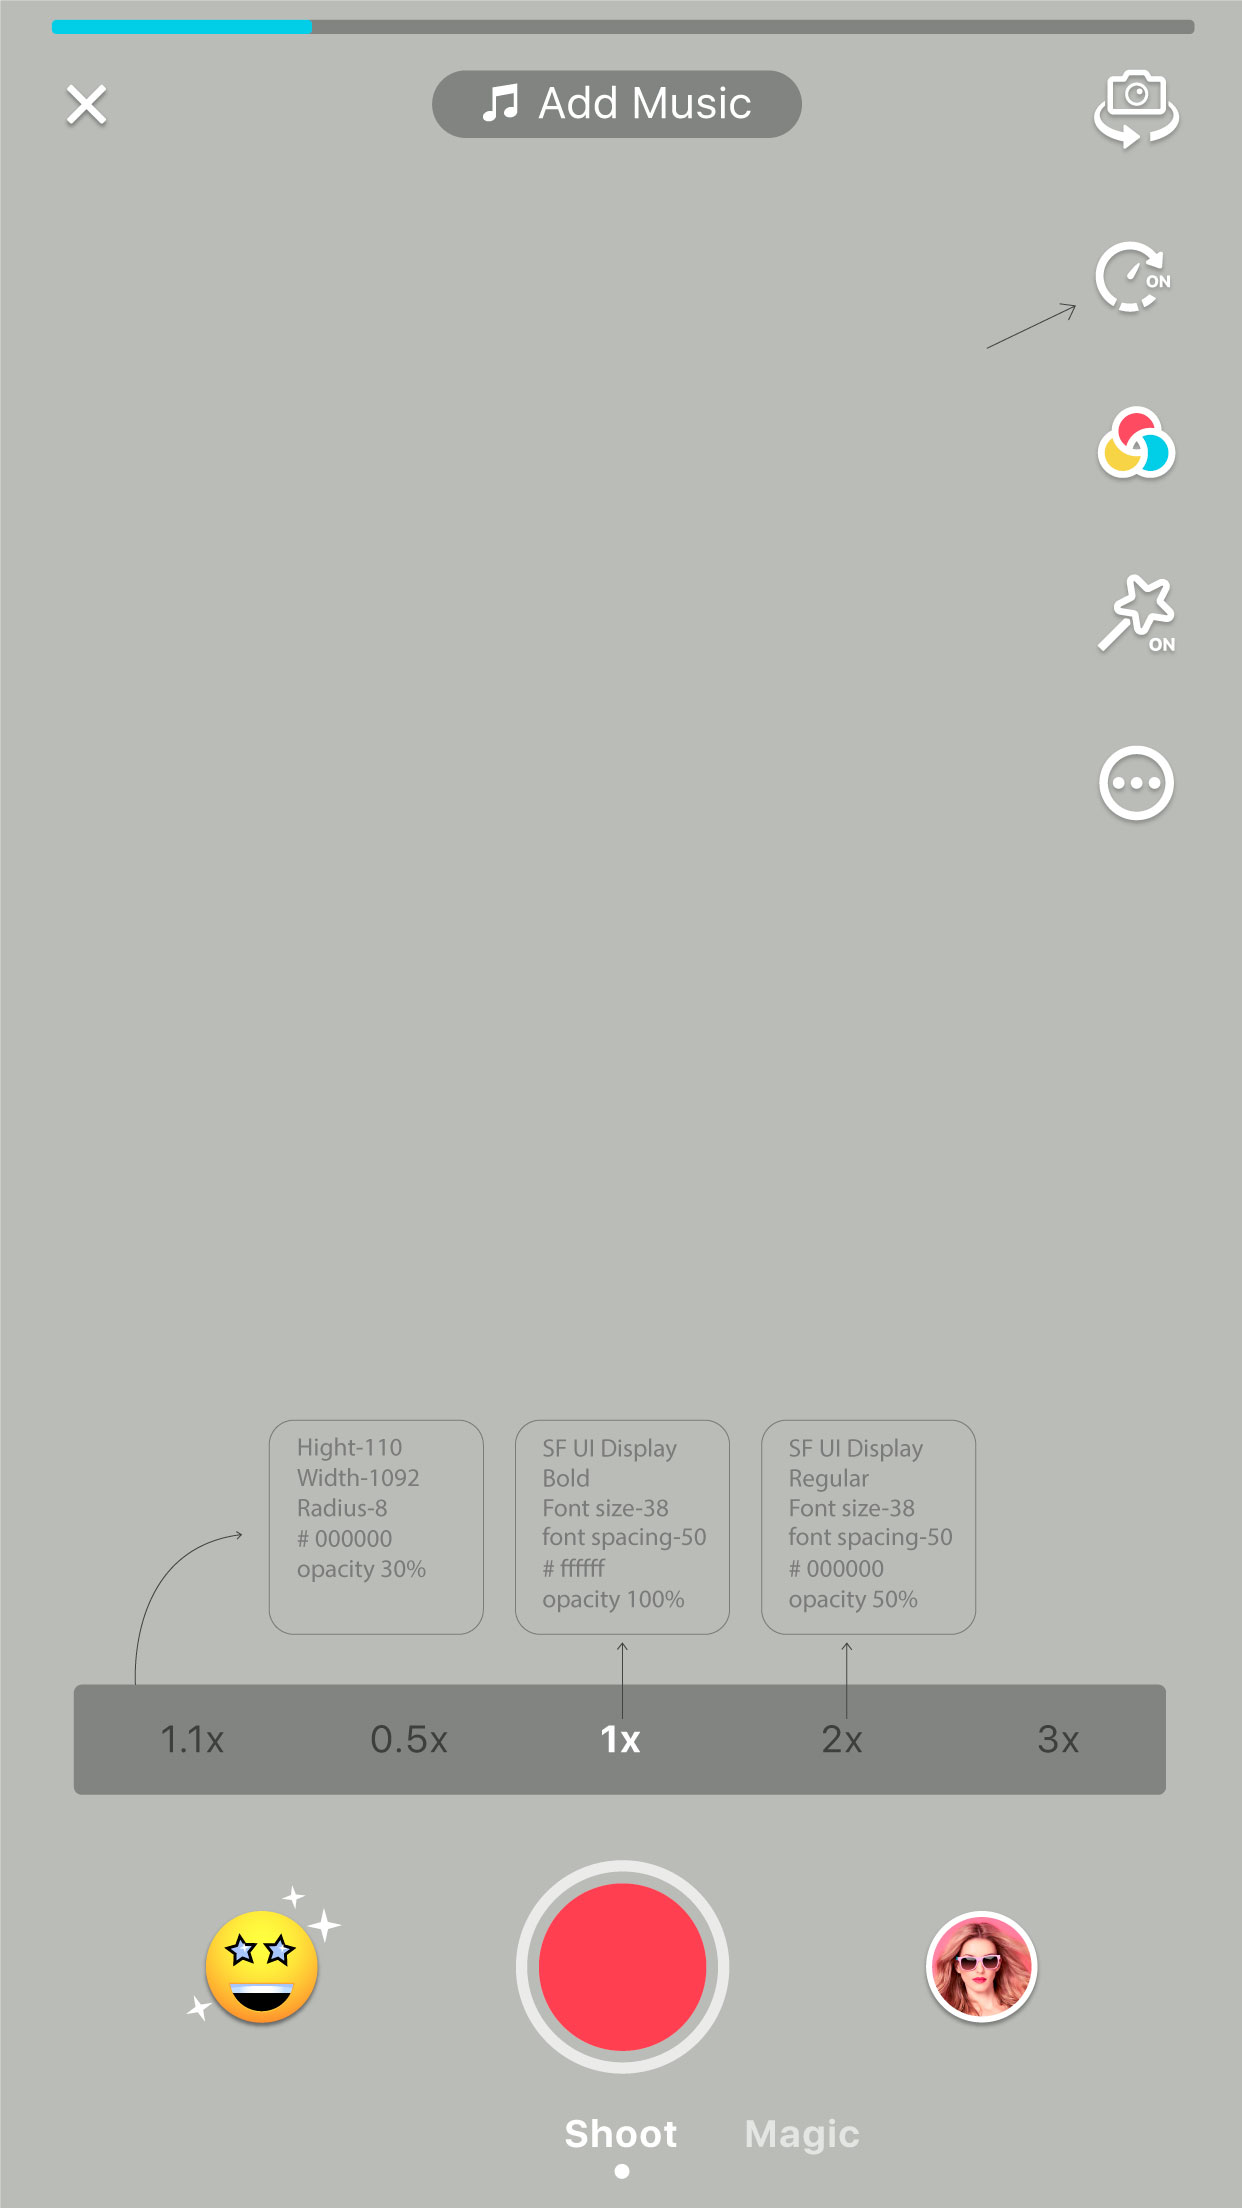 Add Music
ON
ON
Hight-110
Width-1092
Radius-8
# 000000
opacity 30%
SF UI Display
Bold
Font size-38
font spacing-50
# ffffff
opacity 100%
SF UI Display
Regular
Font size-38
font spacing-50
# 000000
opacity 50%
1.1x 0.5x 1x 2x 3x
Shoot Magic